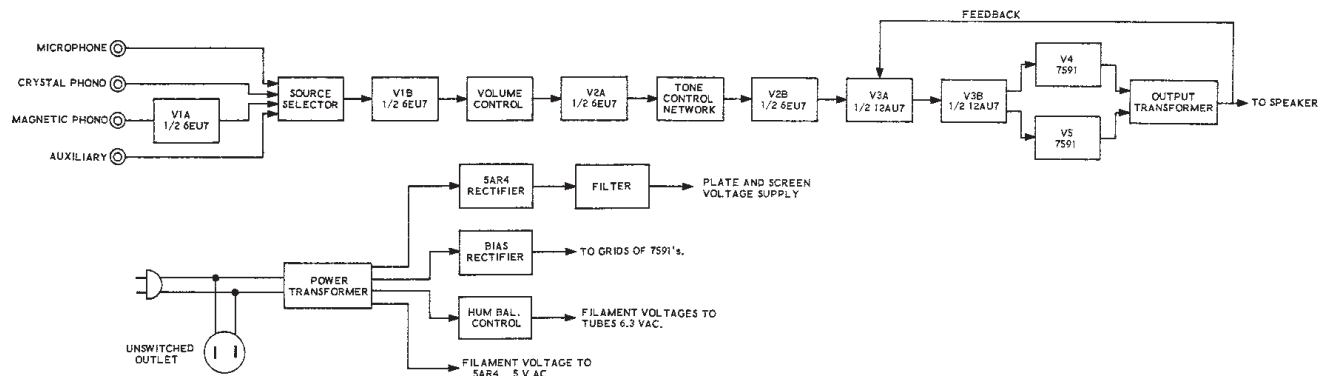 FEEDBACK
MICROPHONE
CRYSTAL PHONO
MAGNETIC PHONO
AUXILIARY
V1A
1/2 6EU7
SOURCE
SELECTOR
V1B
1/2 6EU7
VOLUME
CONTROL
V2A
1/2 6EU7
TONE
CONTROL
NETWORK
V2B
1/2 6EU7
V3A
1/2 12AU7
V3B
1/2 12AU7
V4
7591
V5
7591
OUTPUT
TRANSFORMER
TO SPEAKER
5AR4
RECTIFIER
FILTER
PLATE AND SCREEN
VOLTAGE SUPPLY
BIAS
RECTIFIER
TO GRIDS OF 7591's.
POWER
TRANSFORMER
HUM BAL.
CONTROL
FILAMENT VOLTAGES TO
TUBES 6.3 VAC.
UNSWITCHED
OUTLET
FILAMENT VOLTAGE TO
5AR4 5 V AC